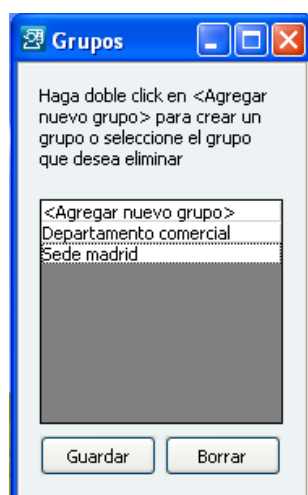 Grupos
Haga doble click en <Agregar
nuevo grupo> para crear un
grupo o seleccione el grupo
que desea eliminar
<Agregar nuevo grupo>
Departamento comercial
Sede madrid
Guardar Borrar